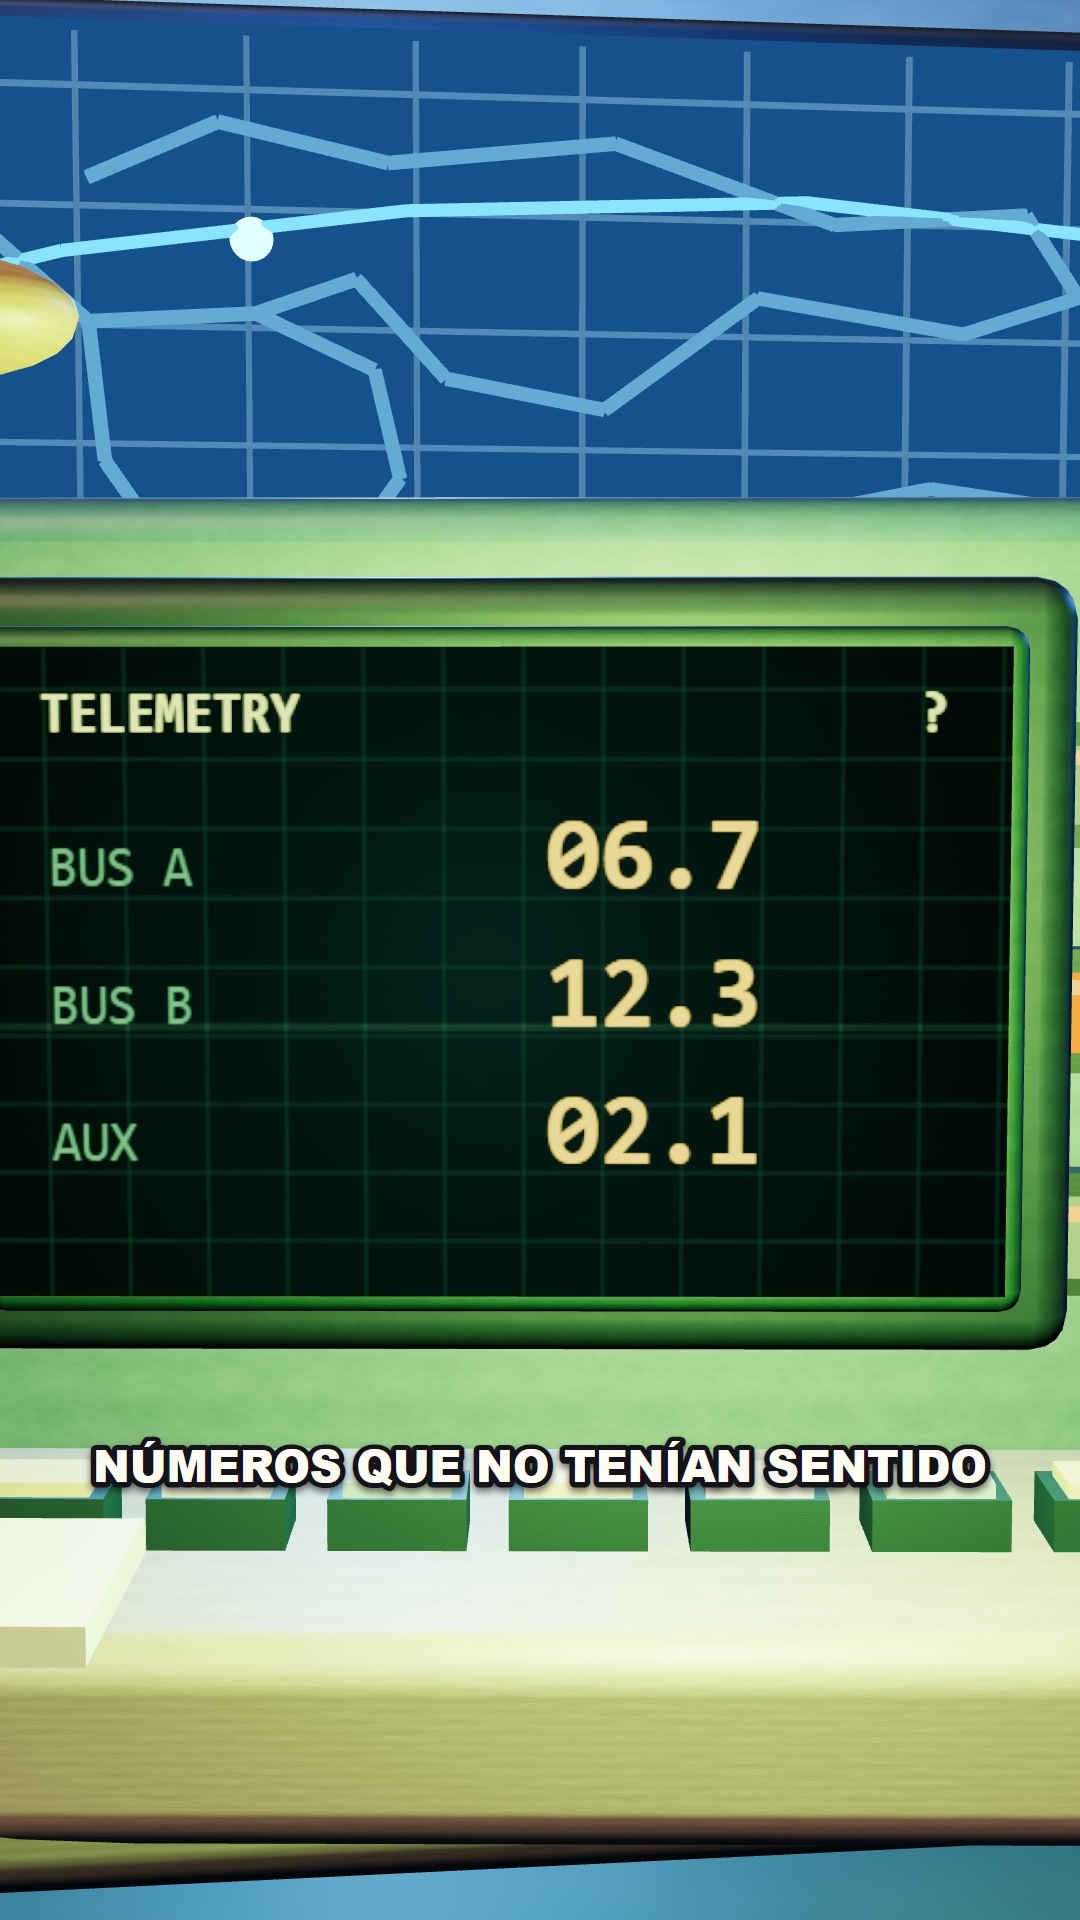 TELEMETRY ?
BUS A 06.7
BUS B 12.3
AUX 02.1
NÚMEROS QUE NO TENÍAN SENTIDO